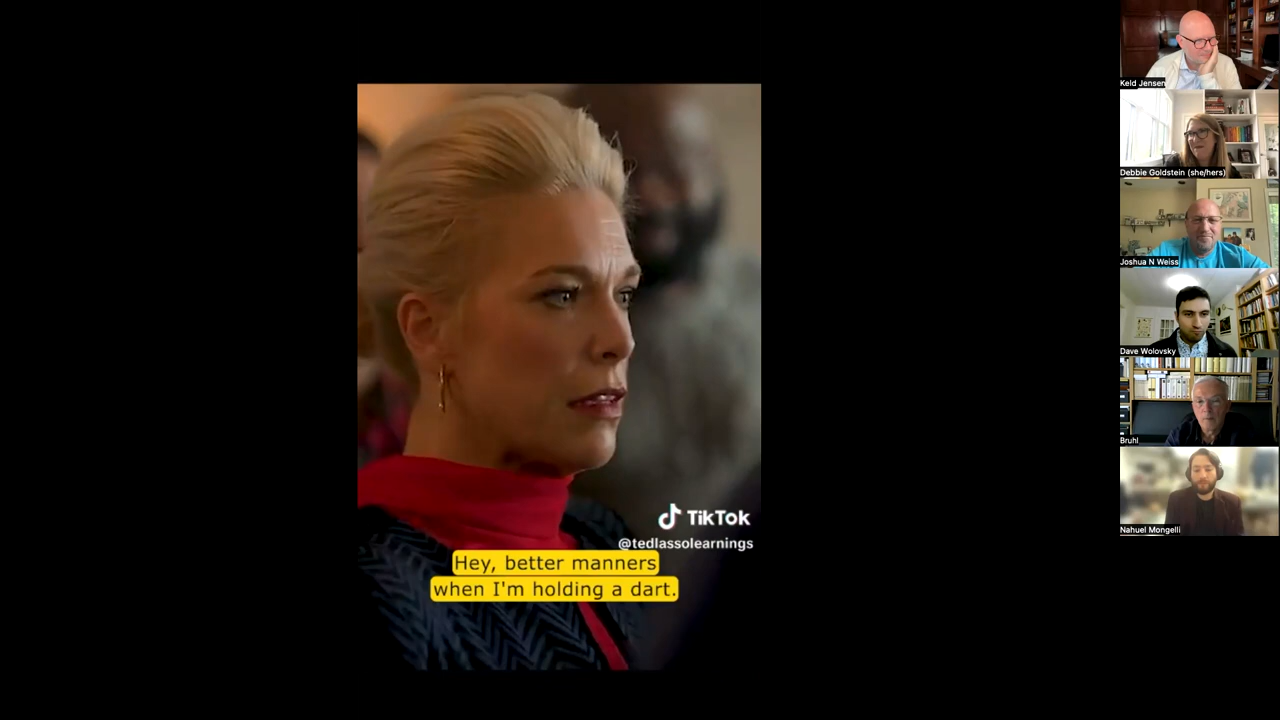 TikTok
@tedlassolearnings
Hey, better manners
when I'm holding a dart.
Keld Jensen
Debbie Goldstein (she/hers)
Joshua N Weiss
Dave Wolovsky
Bruhl
Nahuel Mongelli